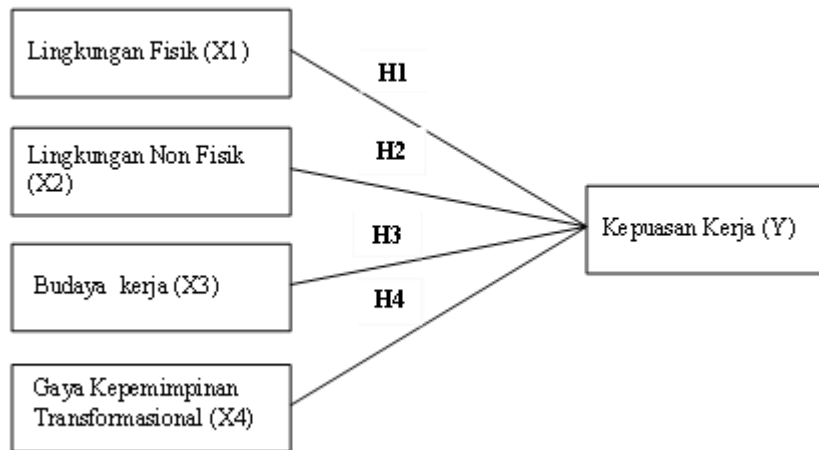 Lingkungan Fisik (X1)
H1
Lingkungan Non Fisik
(X2)
H2
Kepuasan Kerja (Y)
H3
Budaya kerja (X3)
H4
Gaya Kepemimpinan
Transformasional (X4)